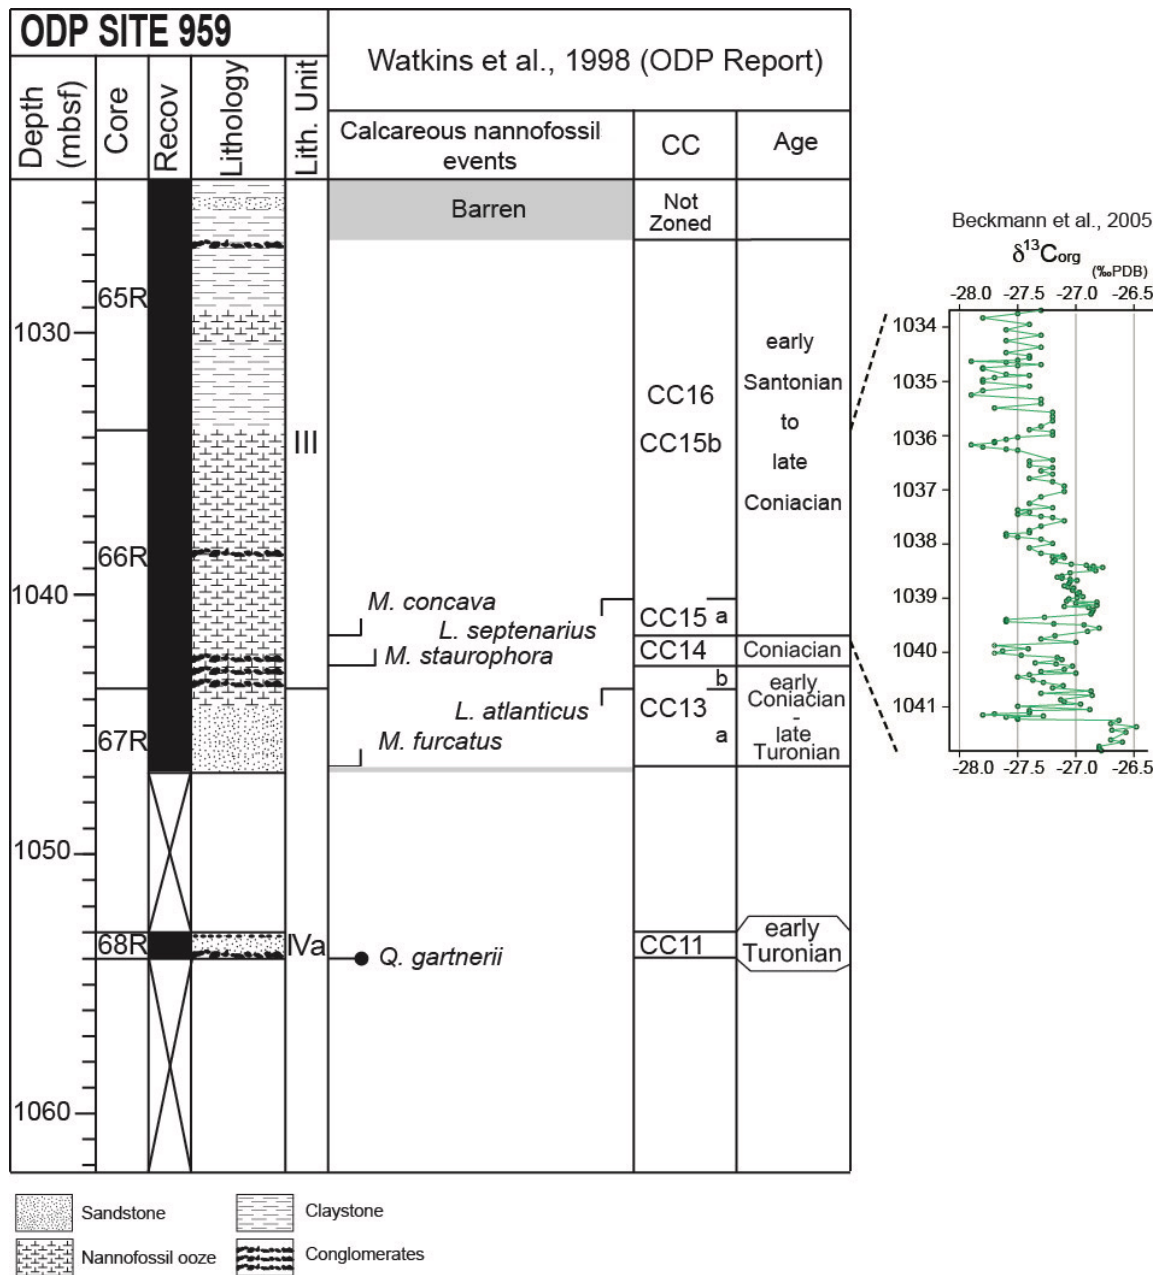 ODP SITE 959
Watkins et al., 1998 (ODP Report)
Depth
(mbsf)
Core
Recov
Lithology
Lith. Unit
Calcareous nannofossil
events
CC
Age
Barren
Not
Zoned
65R
1030
66R
1040
67R
1050
68R
1060
III
IVa
M. concava
L. septenarius
M. staurophora
L. atlanticus
M. furcatus
Q. gartnerii
CC16
CC15b
CC15 a
CC14
b
CC13
a
CC11
early
Santonian
to
late
Coniacian
Coniacian
early
Coniacian
-
late
Turonian
early
Turonian
Beckmann et al., 2005
δ13Corg
(‰PDB)
-28.0 -27.5 -27.0 -26.5
1034
1035
1036
1037
1038
1039
1040
1041
-28.0 -27.5 -27.0 -26.5
Sandstone
Claystone
Nannofossil ooze
Conglomerates